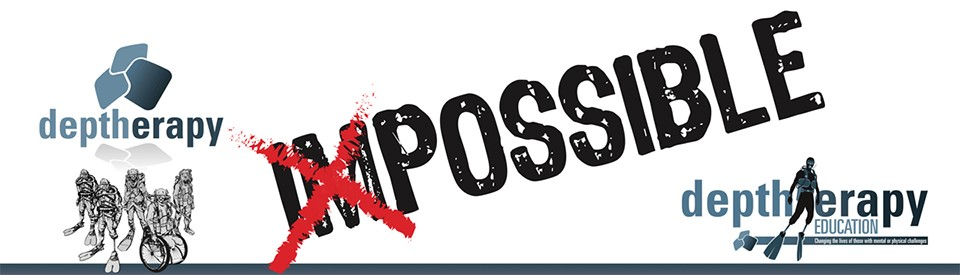 deptherapy
IMPOSSIBLE
deptherapy
EDUCATION
Changing the lives of those with mental or physical challenges